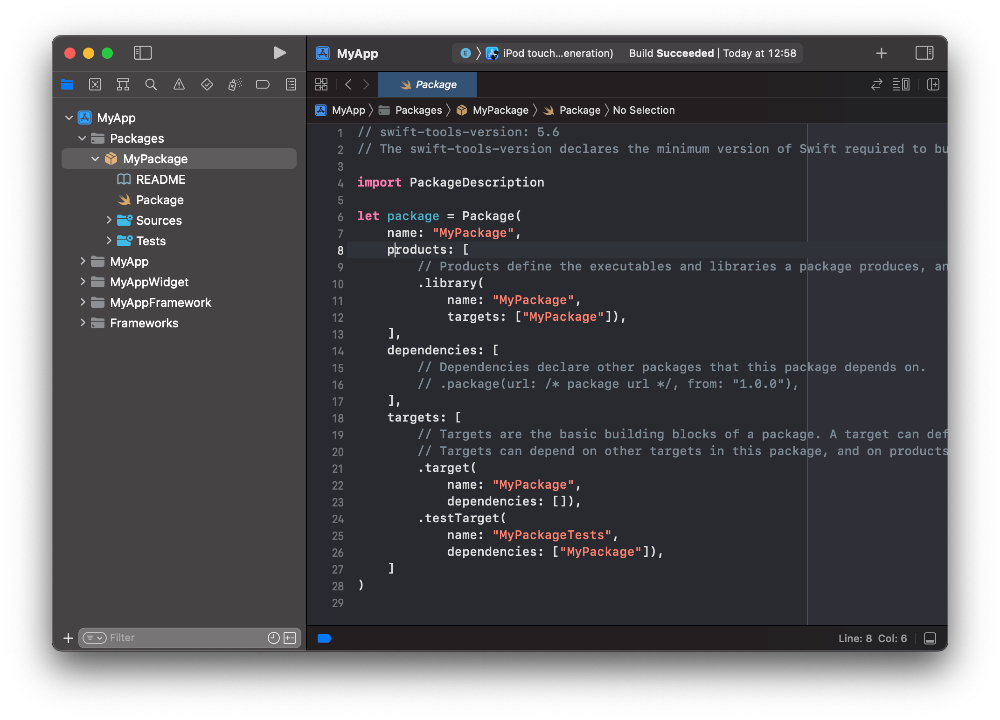 MyApp
iPod touch...eneration)
Build Succeeded | Today at 12:58
Package
MyApp
Packages
MyPackage
README
Package
Sources
Tests
MyApp
MyAppWidget
MyAppFramework
Frameworks
Filter
MyApp 〉 Packages 〉 MyPackage 〉 Package 〉 No Selection
1 // swift-tools-version: 5.6
2 // The swift-tools-version declares the minimum version of Swift required to bu
3
4 import PackageDescription
5
6 let package = Package(
7 name: "MyPackage",
8 products: [
9 // Products define the executables and libraries a package produces, an
10 .library(
11 name: "MyPackage",
12 targets: ["MyPackage"]),
13 ],
14 dependencies: [
15 // Dependencies declare other packages that this package depends on.
16 // .package(url: /* package url */, from: "1.0.0"),
17 ],
18 targets: [
19 // Targets are the basic building blocks of a package. A target can def
20 // Targets can depend on other targets in this package, and on products
21 .target(
22 name: "MyPackage",
23 dependencies: []),
24 .testTarget(
25 name: "MyPackageTests",
26 dependencies: ["MyPackage"]),
27 ]
28 )
29
Line: 8 Col: 6